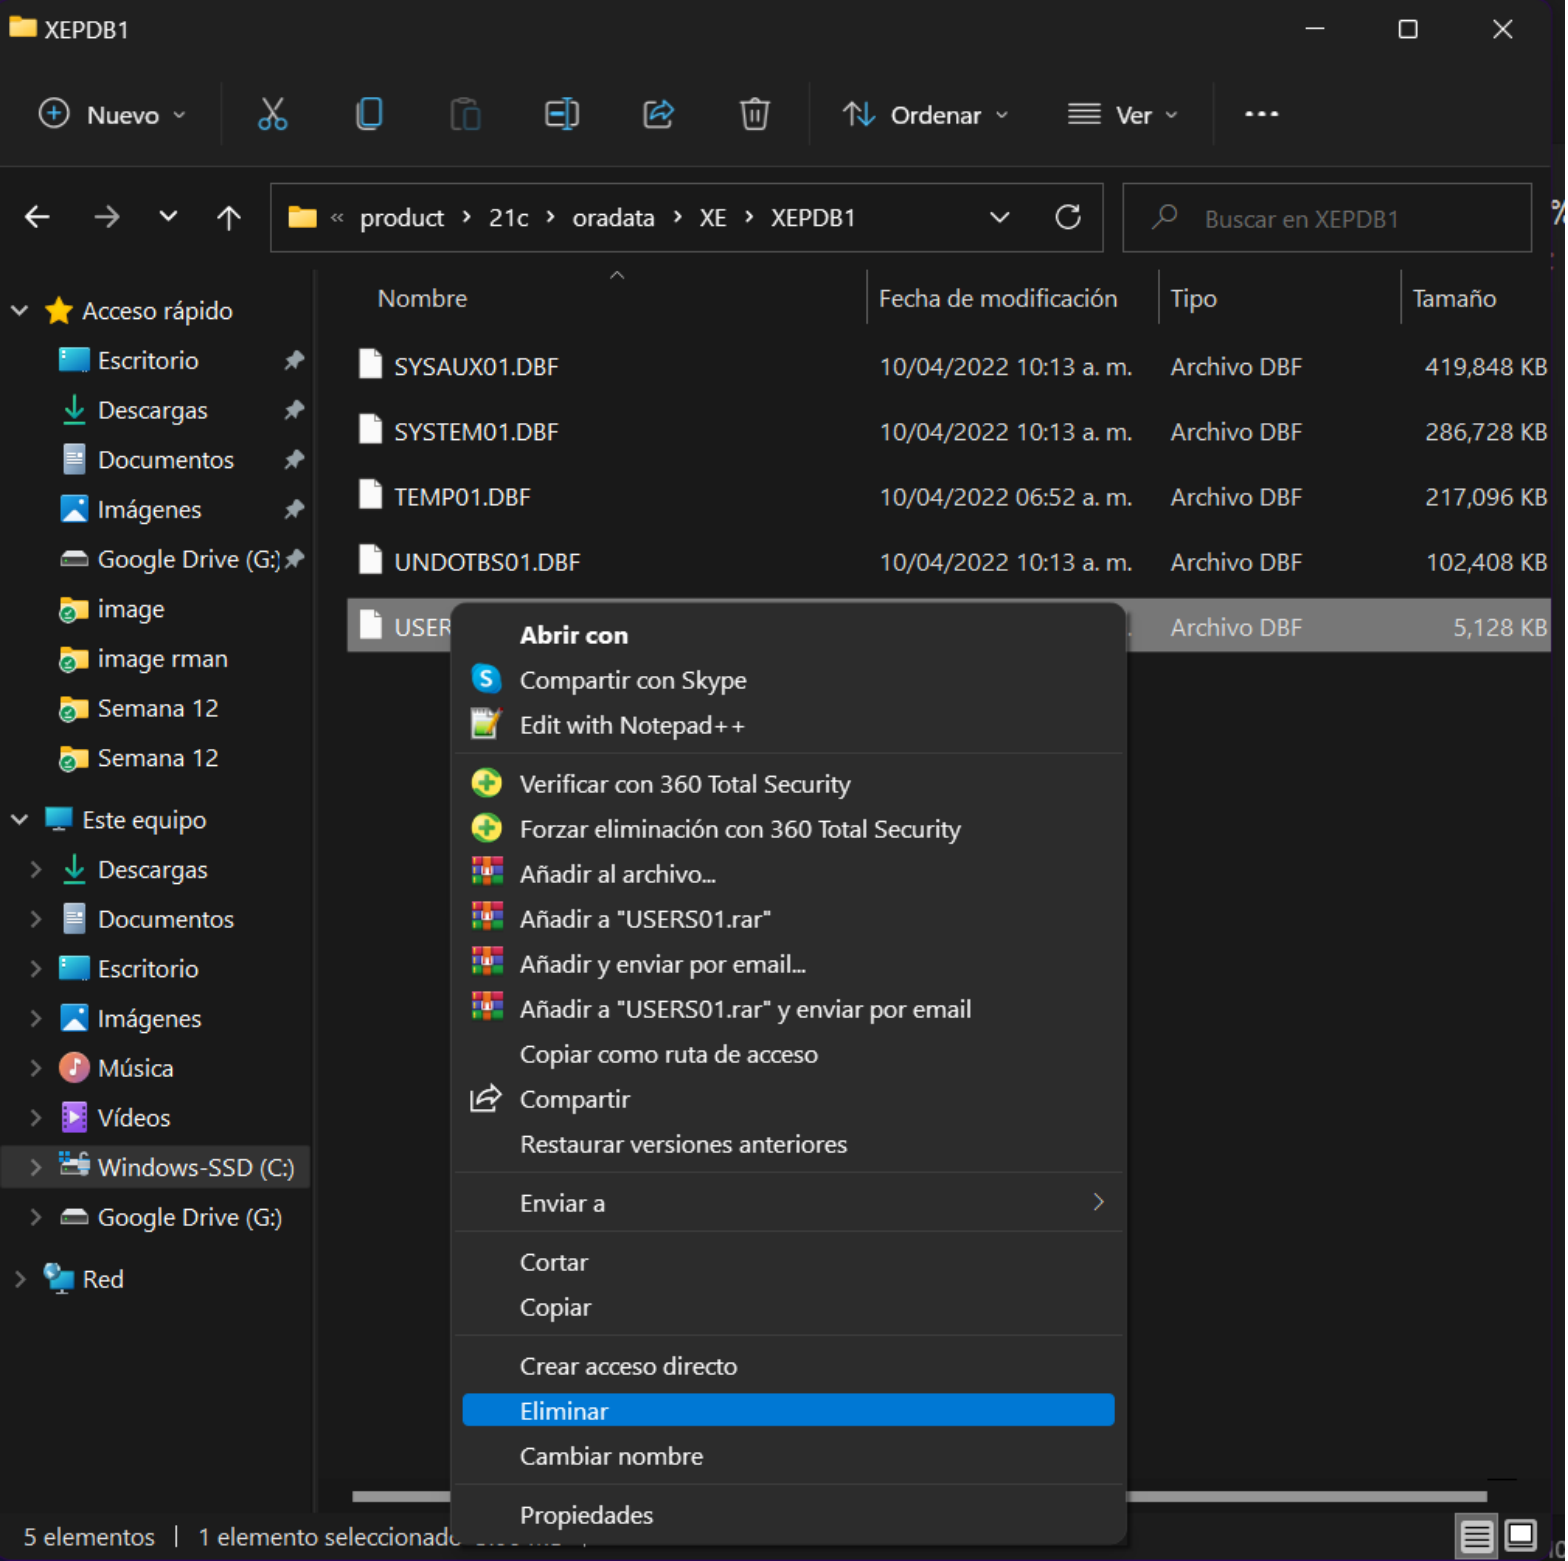 XEPDB1
Nuevo
Ordenar
Ver
« product > 21c > oradata > XE > XEPDB1
Buscar en XEPDB1
%
Nombre Fecha de modificación Tipo Tamaño
SYSAUX01.DBF 10/04/2022 10:13 a. m. Archivo DBF 419,848 KB
SYSTEM01.DBF 10/04/2022 10:13 a. m. Archivo DBF 286,728 KB
TEMP01.DBF 10/04/2022 06:52 a. m. Archivo DBF 217,096 KB
UNDOTBS01.DBF 10/04/2022 10:13 a. m. Archivo DBF 102,408 KB
USER Archivo DBF 5,128 KB
Acceso rápido
Escritorio
Descargas
Documentos
Imágenes
Google Drive (G:)
image
image rman
Semana 12
Semana 12
Este equipo
Descargas
Documentos
Escritorio
Imágenes
Música
Vídeos
Windows-SSD (C:)
Google Drive (G:)
Red
Abrir con
Compartir con Skype
Edit with Notepad++
Verificar con 360 Total Security
Forzar eliminación con 360 Total Security
Añadir al archivo...
Añadir a "USERS01.rar"
Añadir y enviar por email...
Añadir a "USERS01.rar" y enviar por email
Copiar como ruta de acceso
Compartir
Restaurar versiones anteriores
Enviar a
Cortar
Copiar
Crear acceso directo
Eliminar
Cambiar nombre
Propiedades
5 elementos | 1 elemento seleccionado